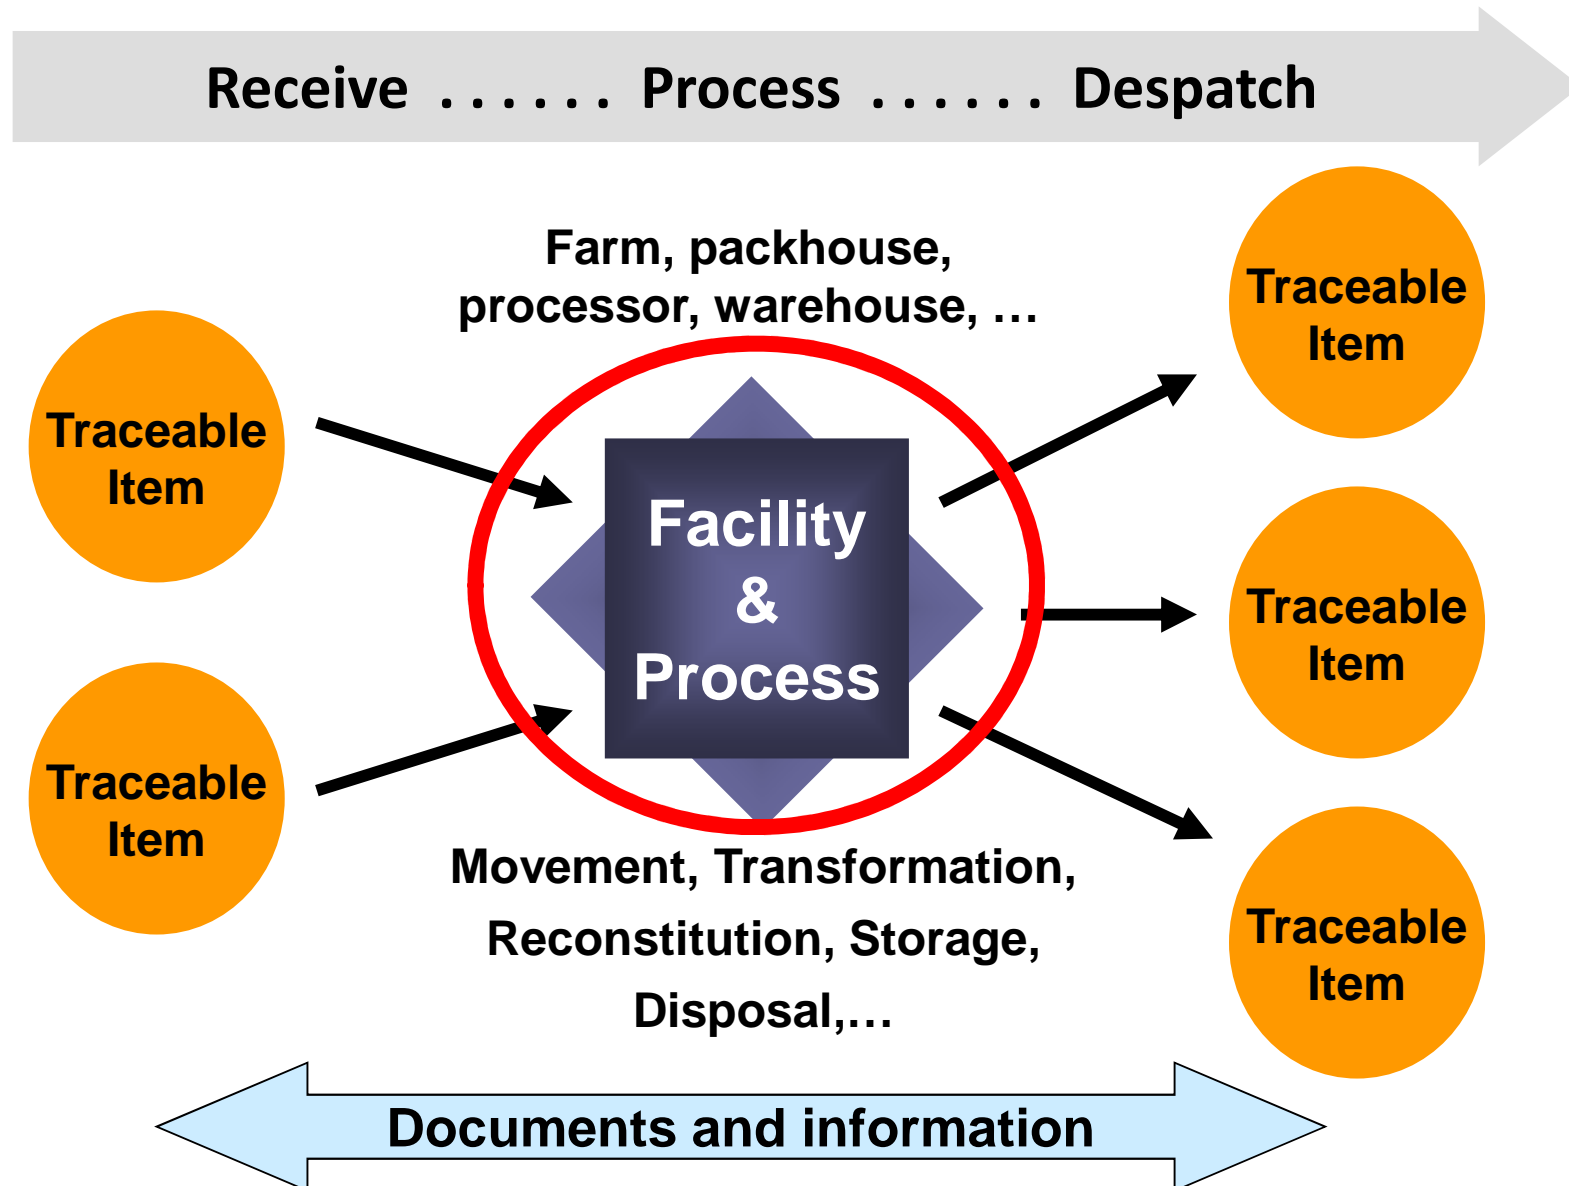 Receive ...... Process ...... Despatch
Farm, packhouse,
processor, warehouse, …
Traceable
Item
Traceable
Item
Facility
&
Process
Traceable
Item
Traceable
Item
Traceable
Item
Movement, Transformation,
Reconstitution, Storage,
Disposal,…
Documents and information